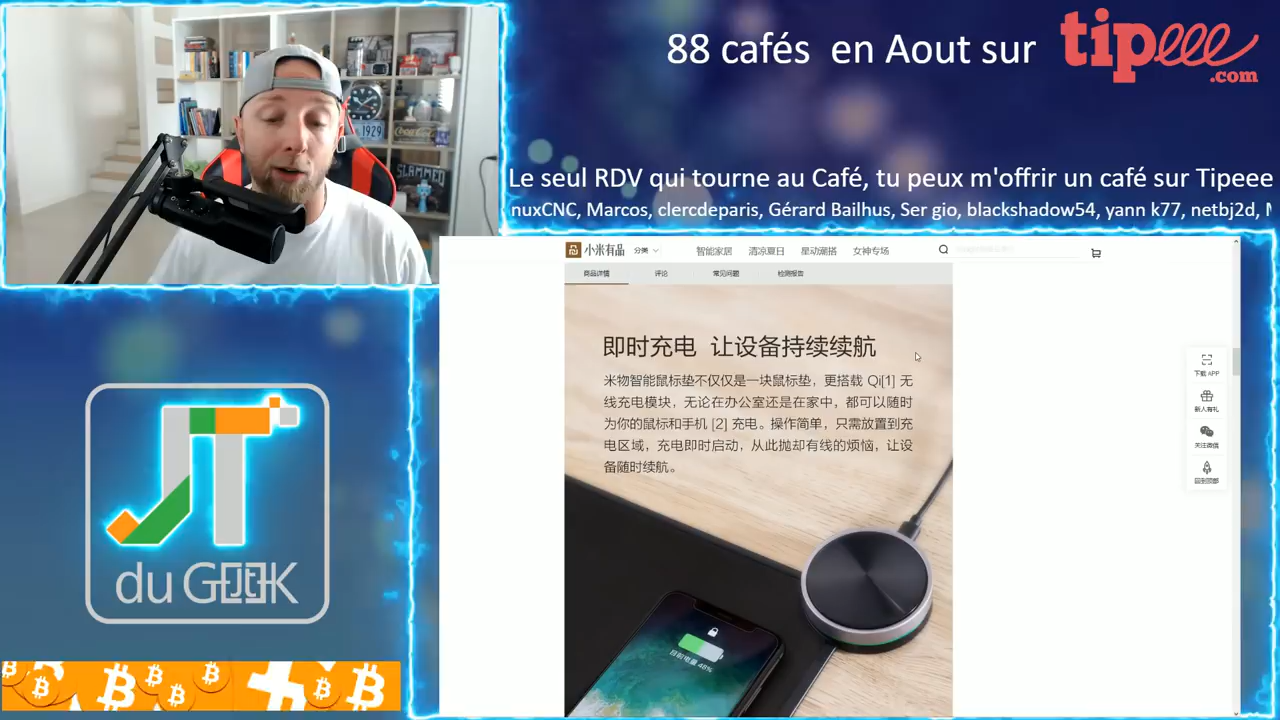 88 cafés en Aout sur
tipeee
.com
Le seul RDV qui tourne au Café, tu peux m'offrir un café sur Tipeee
nuxCNC, Marcos, clercdeparis, Gérard Bailhus, Ser gio, blackshadow54, yann k77, netbj2d,
1929
SLAMMED
小米有品 分类 智能家居 清凉夏日 星动潮搭 女神专场
商品详情 评论 常见问题 检测报告
即时充电 让设备持续续航
米物智能鼠标垫不仅仅是一块鼠标垫，更搭载 Qi[1] 无
线充电模块，无论在办公室还是在家中，都可以随时
为你的鼠标和手机 [2] 充电。操作简单，只需放置到充
电区域，充电即时启动，从此抛却有线的烦恼，让设
备随时续航。
目前电量 48%
下载 APP
新人有礼
关注微信
回到顶部
JT
du GEEK